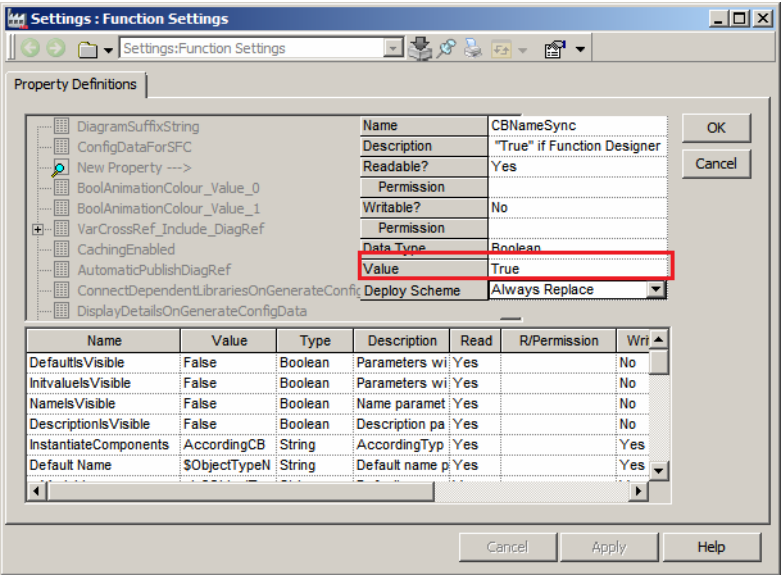 Settings : Function Settings
Settings:Function Settings
Property Definitions
DiagramSuffixString
ConfigDataForSFC
New Property --->
BoolAnimationColour_Value_0
BoolAnimationColour_Value_1
VarCrossRef_Include_DiagRef
CachingEnabled
AutomaticPublishDiagRef
ConnectDependentLibrariesOnGenerateConfig
DisplayDetailsOnGenerateConfigData
Name CBNameSync
Description "True" if Function Designer
Readable? Yes
Permission
Writable? No
Permission
Data Type Boolean
Value True
Deploy Scheme Always Replace
OK
Cancel
Name Value Type Description Read R/Permission Writ
DefaultIsVisible False Boolean Parameters wi Yes No
InitvalueIsVisible False Boolean Parameters wi Yes No
NameIsVisible False Boolean Name paramet Yes No
DescriptionIsVisible False Boolean Description pa Yes No
InstantiateComponents AccordingCB String AccordingTyp Yes Yes
Default Name $ObjectTypeN String Default name p Yes Yes
Cancel Apply Help